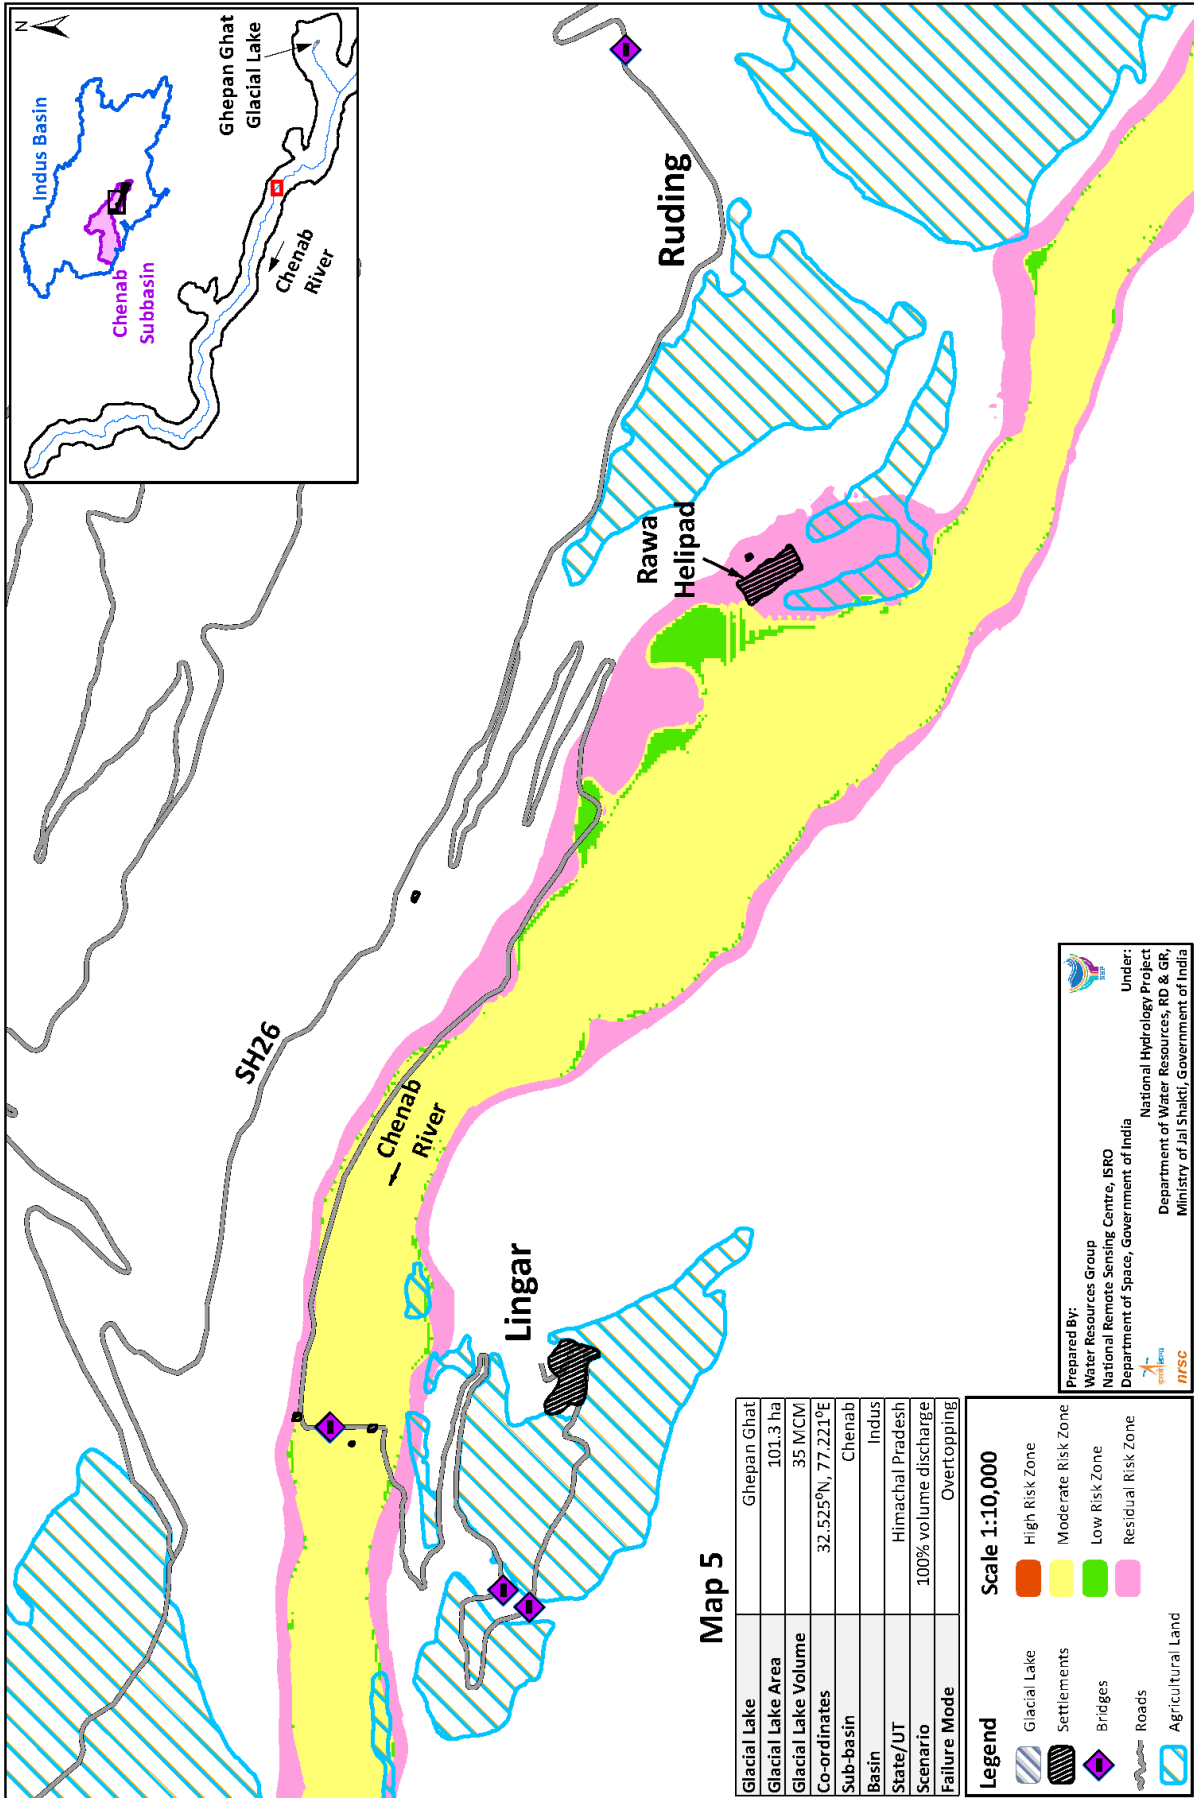 N
Indus Basin
Chenab
Subbasin
Ghepan Ghat
Glacial Lake
Chenab
River
SH26
Ruding
Rawa
Helipad
Chenab
River
Lingar
Map 5
Glacial Lake Ghepan Ghat
Glacial Lake Area 101.3 ha
Glacial Lake Volume 35 MCM
Co-ordinates 32.525⁰N, 77.221⁰E
Sub-basin Chenab
Basin Indus
State/UT Himachal Pradesh
Scenario 100% volume discharge
Failure Mode Overtopping
Legend
Scale 1:10,000
Glacial Lake
Settlements
Bridges
Roads
Agricultural Land
High Risk Zone
Moderate Risk Zone
Low Risk Zone
Residual Risk Zone
Prepared By:
Water Resources Group
National Remote Sensing Centre, ISRO
Department of Space, Government of India
Under:
National Hydrology Project
Department of Water Resources, RD & GR,
Ministry of Jal Shakti, Government of India
इसरो isro
nrsc
NHP